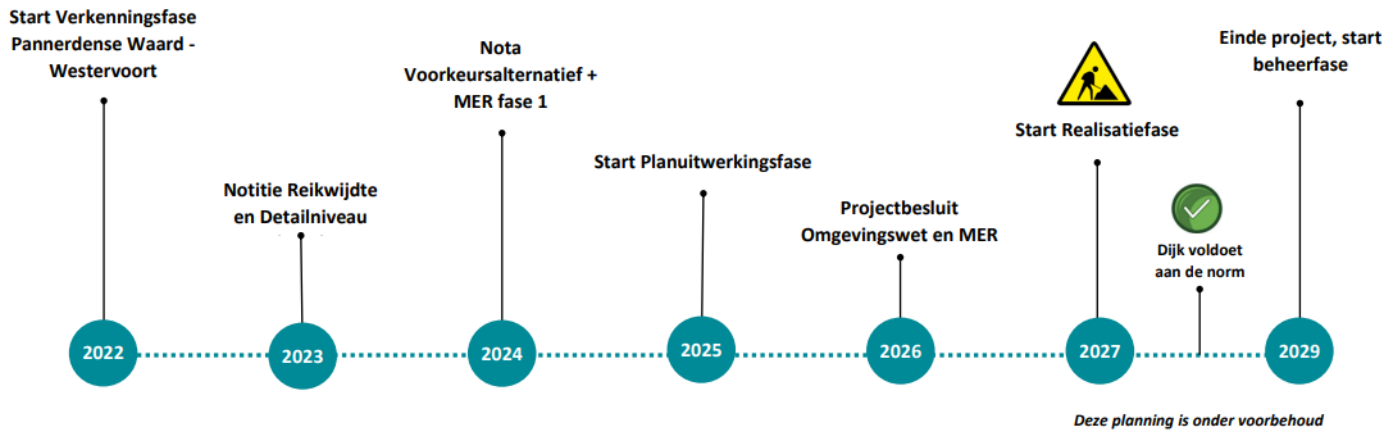 Start Verkenningsfase
Pannerdense Waard -
Westervoort
Notitie Reikwijdte
en Detailniveau
Nota
Voorkeursalternatief +
MER fase 1
Start Planuitwerkingsfase
Projectbesluit
Omgevingswet en MER
Start Realisatiefase
Dijk voldoet
aan de norm
Einde project, start
beheerfase
2022
2023
2024
2025
2026
2027
2029
Deze planning is onder voorbehoud